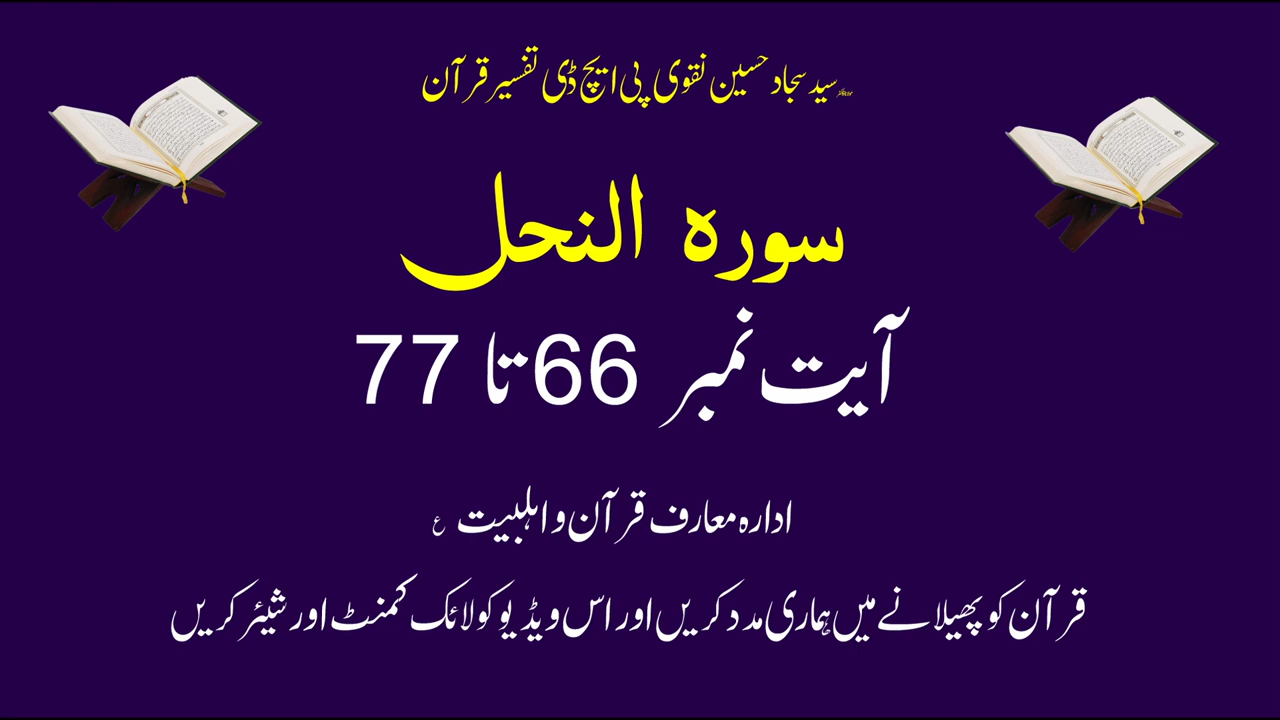 سید سجاد حسین نقوی پی ایچ ڈی تفسیر قرآن
سورہ النحل
آیت نمبر 66 تا 77
ادارہ معارف قرآن و اہلبیت ع
قرآن کو پھیلانے میں ہماری مدد کریں اور اس ویڈیو کو لائک کمنٹ اور شیئر کریں